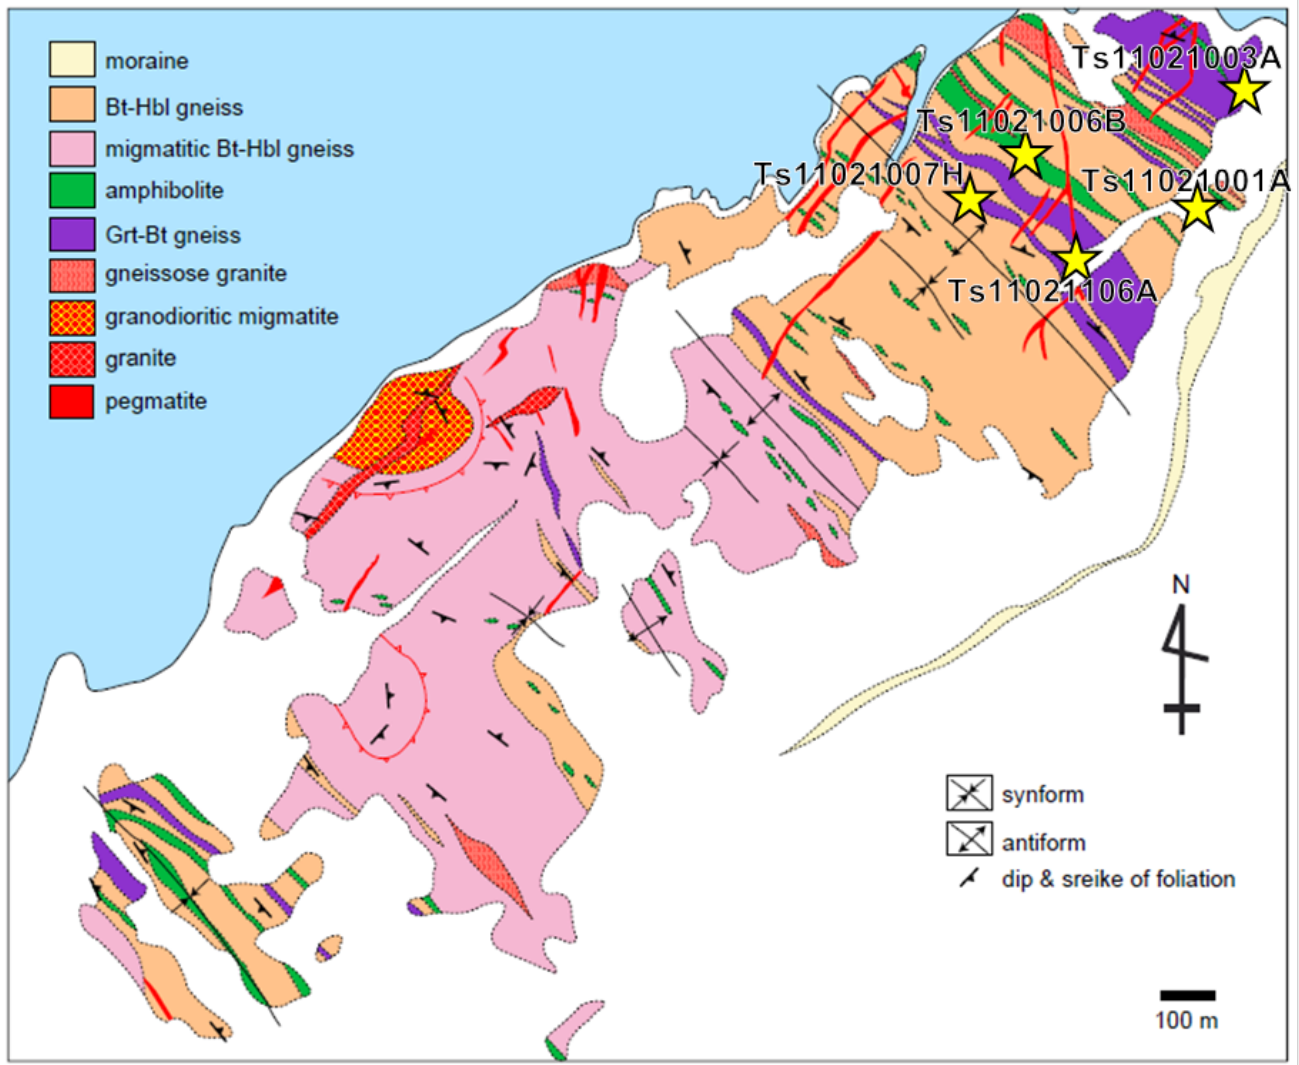 moraine
Bt-Hbl gneiss
migmatitic Bt-Hbl gneiss
amphibolite
Grt-Bt gneiss
gneissose granite
granodioritic migmatite
granite
pegmatite
Ts11021003A
Ts11021006B
Ts11021007H
Ts11021001A
Ts11021106A
N
synform
antiform
dip & sreike of foliation
100 m